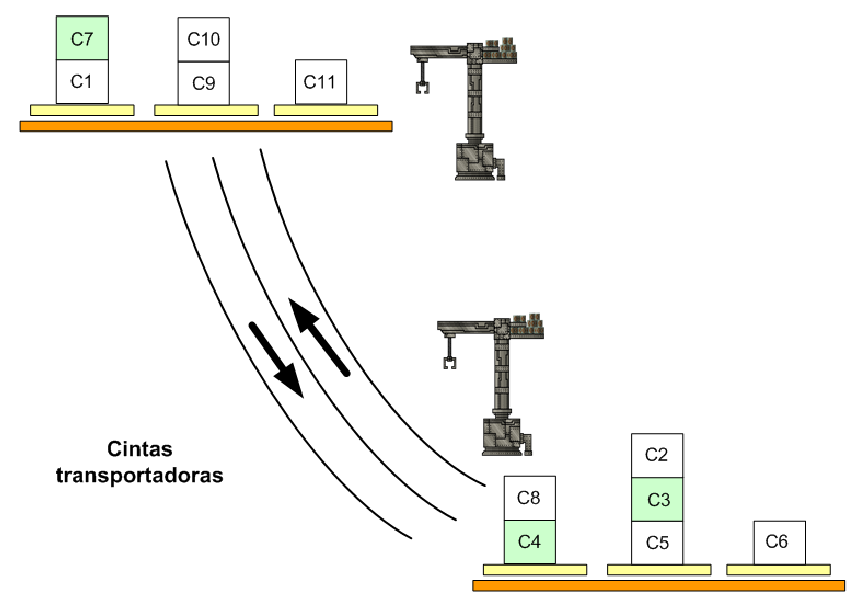 C7 C10
C1 C9 C11
Cintas
transportadoras
C2
C8 C3
C4 C5 C6